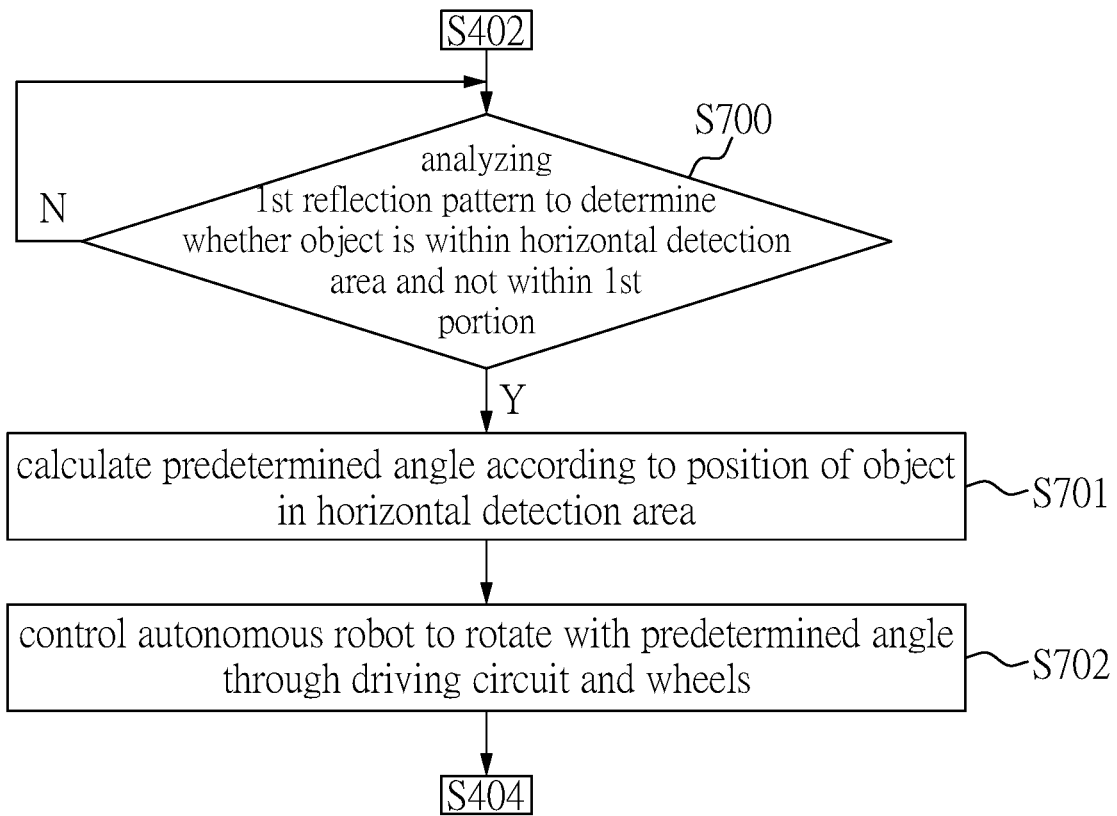 S402
S700
analyzing
1st reflection pattern to determine
whether object is within horizontal detection
area and not within 1st
portion
N
Y
calculate predetermined angle according to position of object
in horizontal detection area
S701
control autonomous robot to rotate with predetermined angle
through driving circuit and wheels
S702
S404